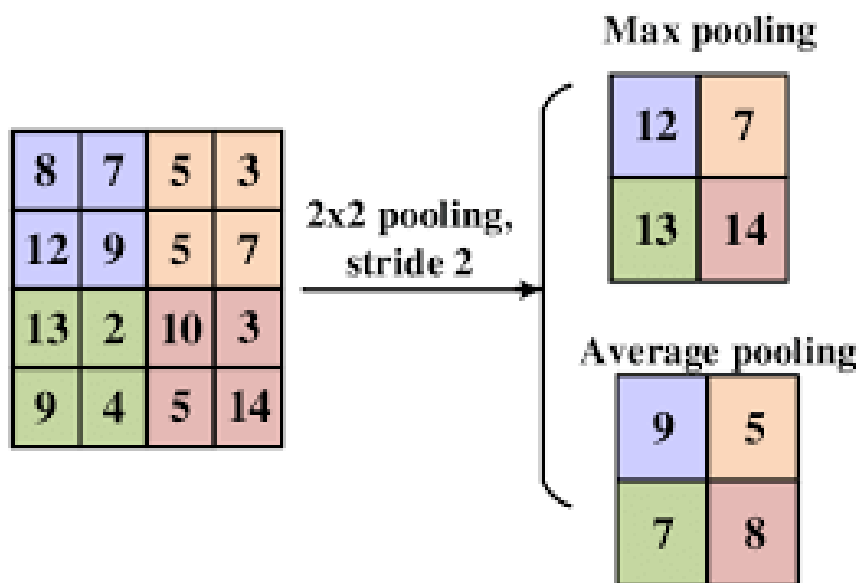 Max pooling
12 7
13 14
8 7 5 3
12 9 5 7
13 2 10 3
9 4 5 14
2x2 pooling,
stride 2
Average pooling
9 5
7 8